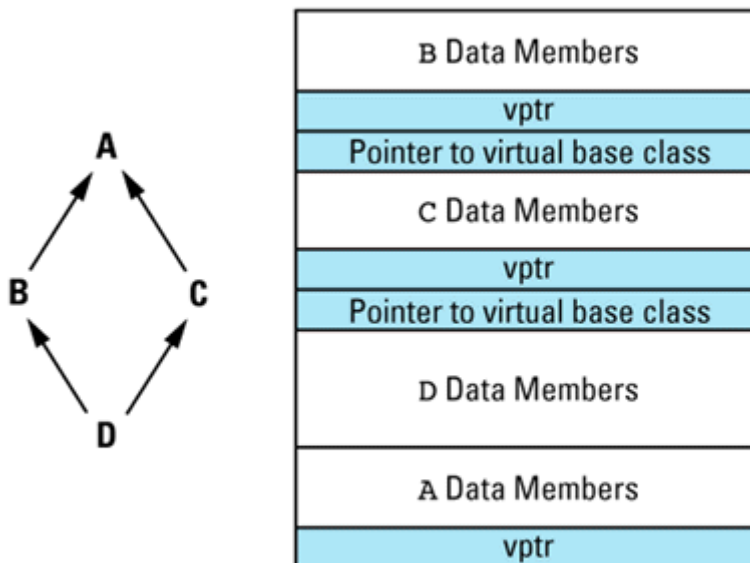 A
B
C
D
B Data Members
vptr
Pointer to virtual base class
C Data Members
vptr
Pointer to virtual base class
D Data Members
A Data Members
vptr